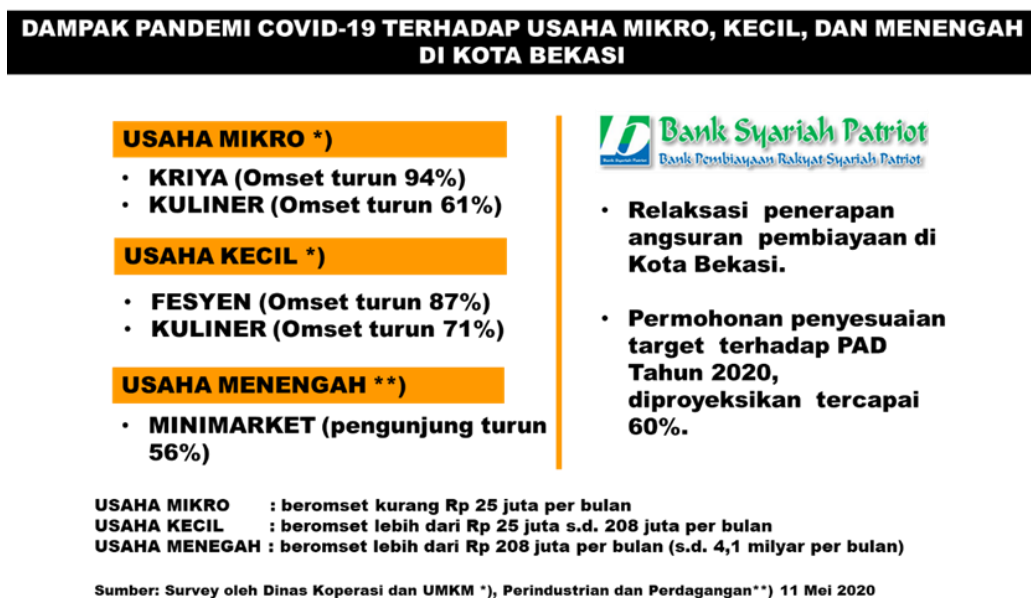 DAMPAK PANDEMI COVID-19 TERHADAP USAHA MIKRO, KECIL, DAN MENENGAH
DI KOTA BEKASI
USAHA MIKRO *)
• KRIYA (Omset turun 94%)
• KULINER (Omset turun 61%)
USAHA KECIL *)
• FESYEN (Omset turun 87%)
• KULINER (Omset turun 71%)
USAHA MENENGAH **)
• MINIMARKET (pengunjung turun
56%)
Bank Syariah Patriot
Bank Pembiayaan Rakyat Syariah Patriot
Bank Syariah Patriot
• Relaksasi penerapan
angsuran pembiayaan di
Kota Bekasi.
• Permohonan penyesuaian
target terhadap PAD
Tahun 2020,
diproyeksikan tercapai
60%.
USAHA MIKRO : beromset kurang Rp 25 juta per bulan
USAHA KECIL : beromset lebih dari Rp 25 juta s.d. 208 juta per bulan
USAHA MENEGAH : beromset lebih dari Rp 208 juta per bulan (s.d. 4,1 milyar per bulan)
Sumber: Survey oleh Dinas Koperasi dan UMKM *), Perindustrian dan Perdagangan**) 11 Mei 2020